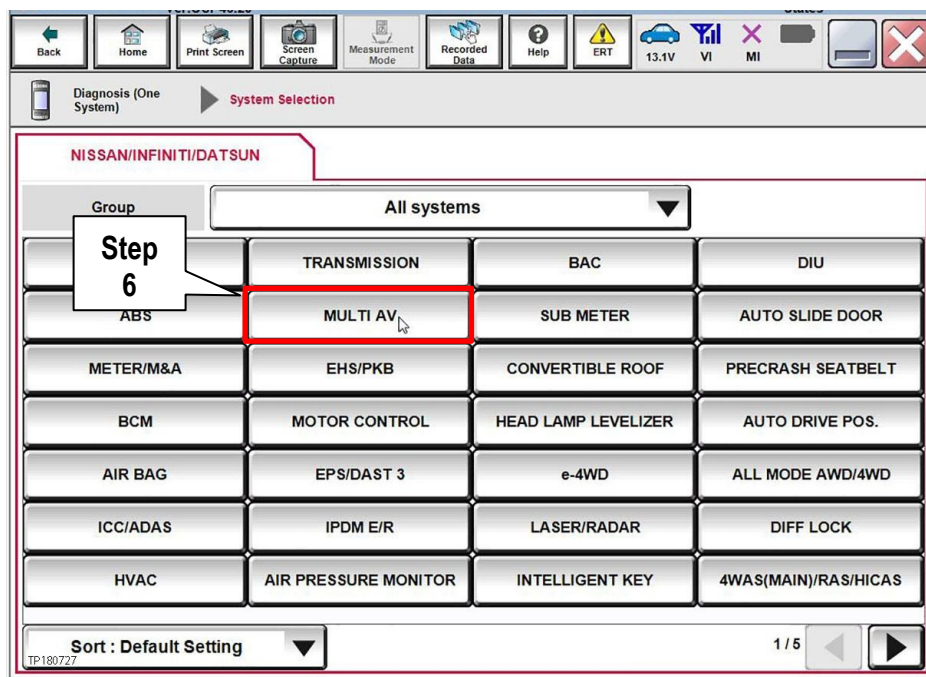 Back
Home
Print Screen
Screen
Capture
Measurement
Mode
Recorded
Data
Help
ERT
13.1V
VI
MI
Diagnosis (One
System)
System Selection
NISSAN/INFINITI/DATSUN
Group
All systems
Step
6
TRANSMISSION
BAC
DIU
ABS
MULTI AV
SUB METER
AUTO SLIDE DOOR
METER/M&A
EHS/PKB
CONVERTIBLE ROOF
PRECRASH SEATBELT
BCM
MOTOR CONTROL
HEAD LAMP LEVELIZER
AUTO DRIVE POS.
AIR BAG
EPS/DAST 3
e-4WD
ALL MODE AWD/4WD
ICC/ADAS
IPDM E/R
LASER/RADAR
DIFF LOCK
HVAC
AIR PRESSURE MONITOR
INTELLIGENT KEY
4WAS(MAIN)/RAS/HICAS
Sort : Default Setting
1/5
TP180727